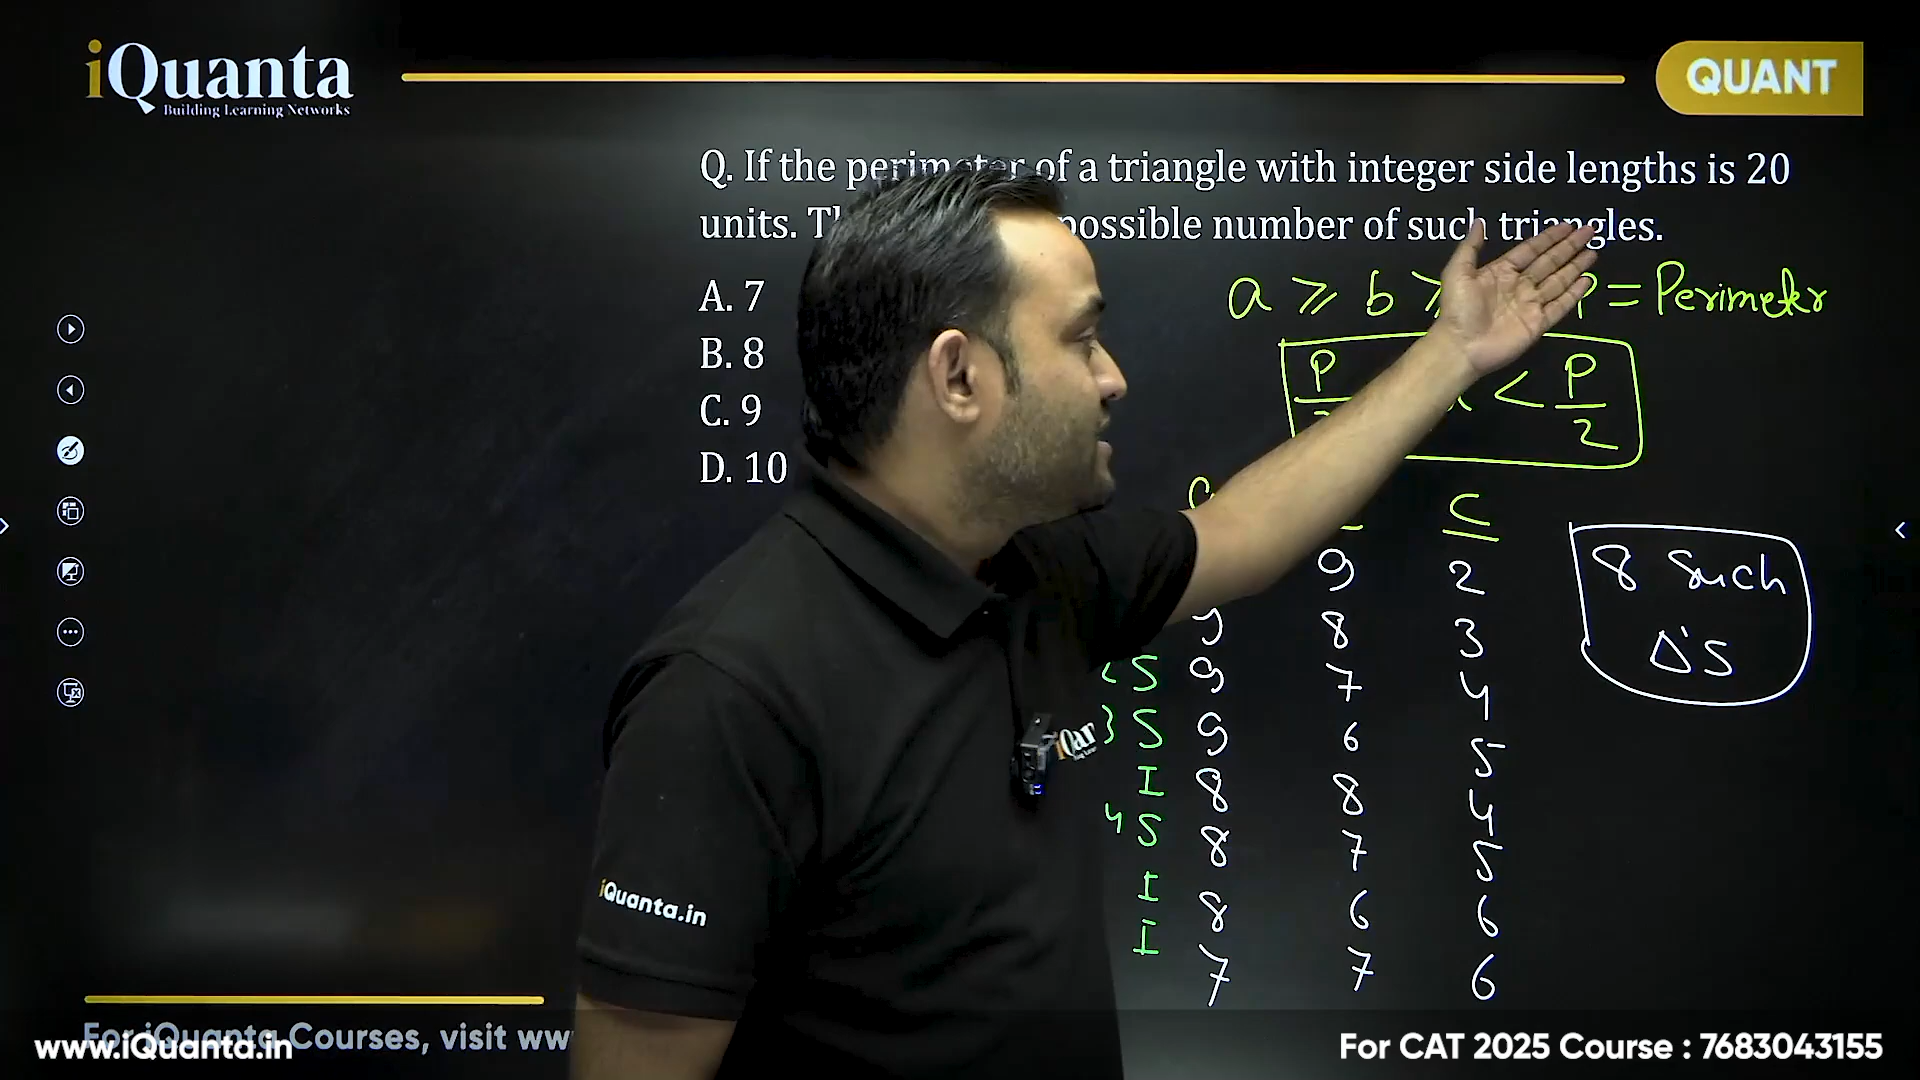 iQuanta
Building Learning Networks
QUANT
Q. If the perimeter of a triangle with integer side lengths is 20
units. possible number of such triangles.
A. 7
B. 8
C. 9
D. 10
a ⩾ b ⩾ P = Perimeter
P < P
2
C
9 2
8 3
S 9 7 4
3 S 9 6 5
I 8 8 4
4 S 8 7 5
I 8 6 6
I 7 7 6
8 Such
Δ'S
iQuanta.in
For iQuanta Courses, visit
www.iQuanta.in
For CAT 2025 Course : 7683043155